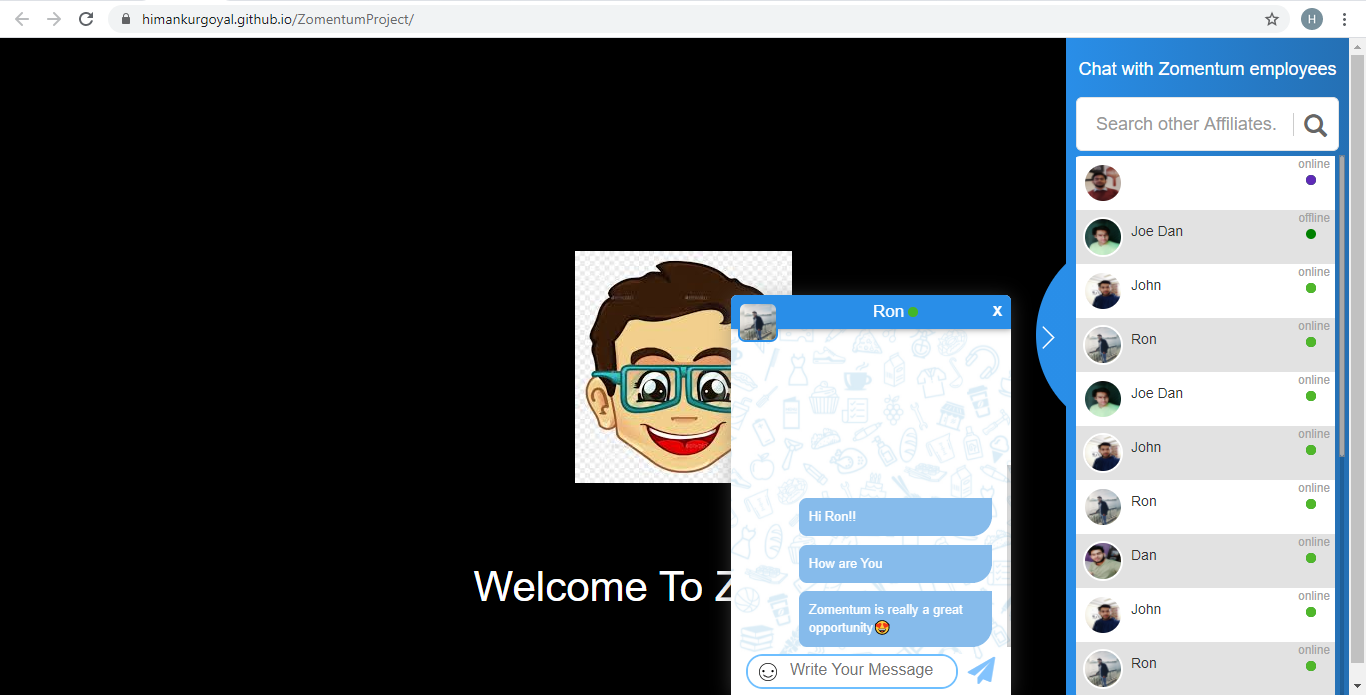 himankurgoyal.github.io/ZomentumProject/
H
Chat with Zomentum employees
Search other Affiliates.
online
offline
Joe Dan
online
John
online
Ron
online
Joe Dan
online
John
online
Ron
online
Dan
online
John
online
Ron
Welcome To
Ron
x
Hi Ron!!
How are You
Zomentum is really a great
opportunity😍
Write Your Message